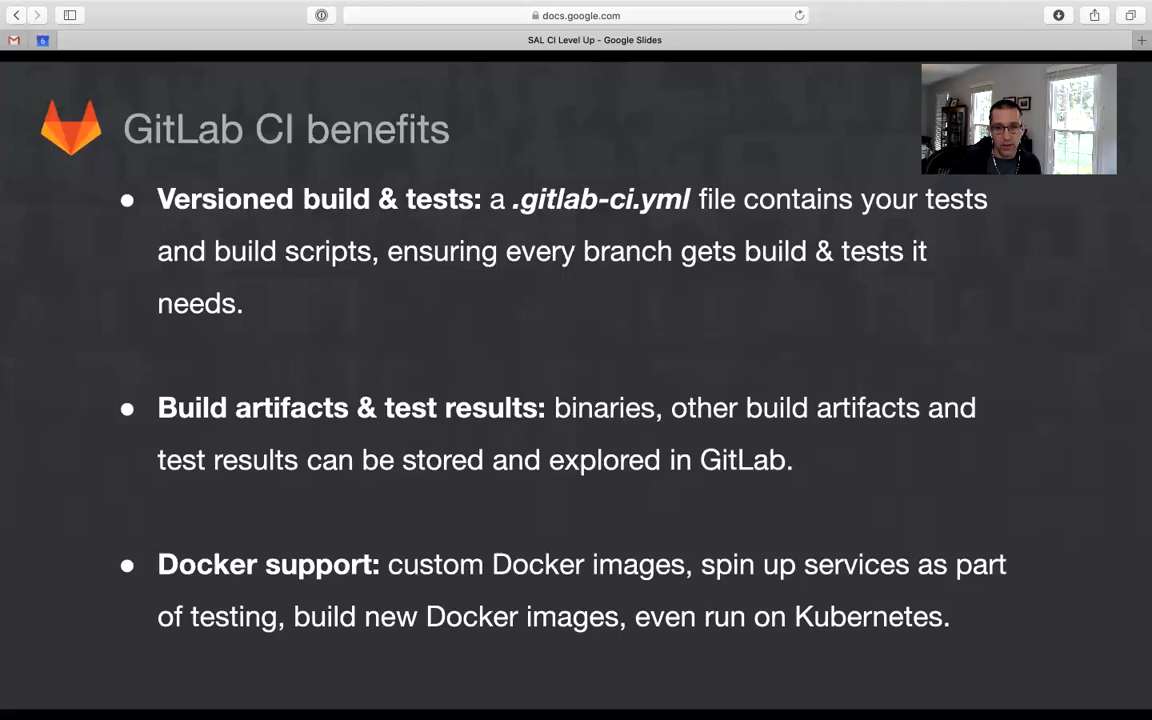 docs.google.com
SAL CI Level Up - Google Slides
GitLab CI benefits
● Versioned build & tests: a .gitlab-ci.yml file contains your tests
and build scripts, ensuring every branch gets build & tests it
needs.
● Build artifacts & test results: binaries, other build artifacts and
test results can be stored and explored in GitLab.
● Docker support: custom Docker images, spin up services as part
of testing, build new Docker images, even run on Kubernetes.